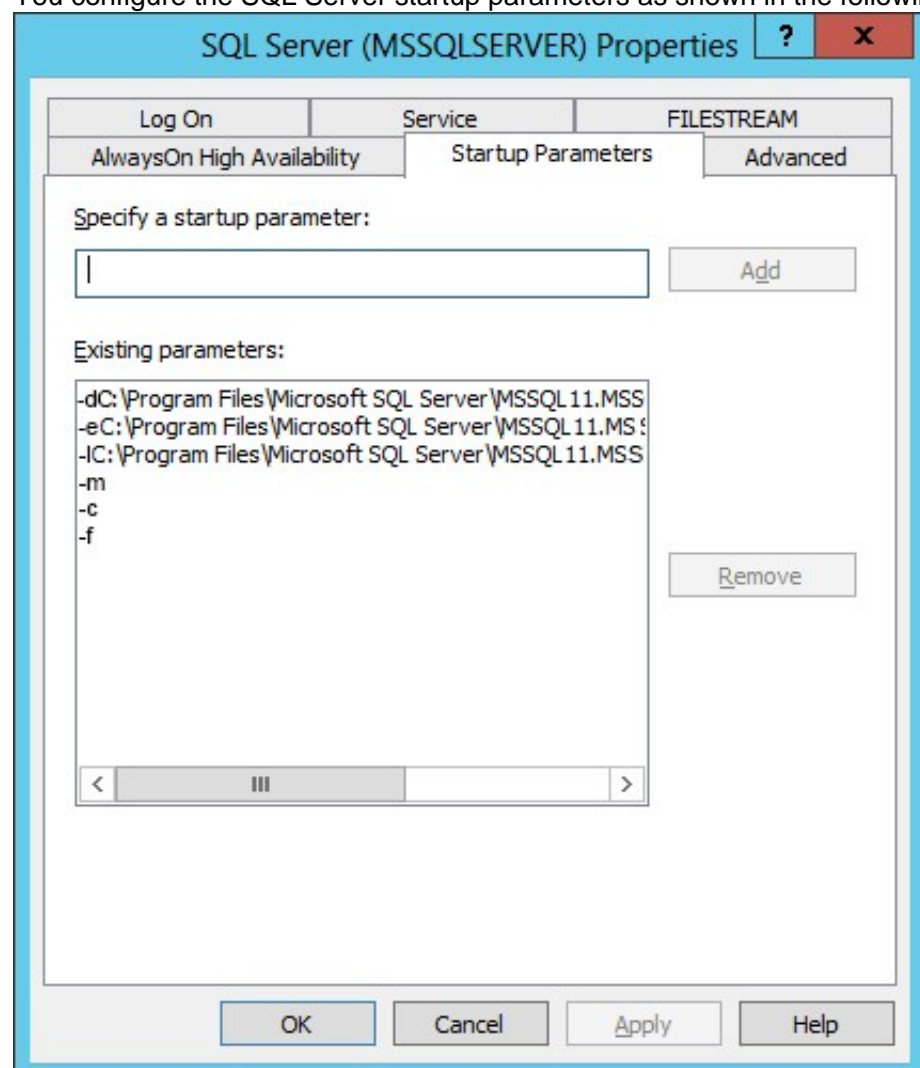 You configure the SQL Server startup parameters as shown in the followi
SQL Server (MSSQLSERVER) Properties ? x
Log On Service FILESTREAM
AlwaysOn High Availability Startup Parameters Advanced
Specify a startup parameter:
Add
Existing parameters:
-dC:\Program Files\Microsoft SQL Server\MSSQL11.MSS
-eC:\Program Files\Microsoft SQL Server\MSSQL11.MS
-lC:\Program Files\Microsoft SQL Server\MSSQL11.MSS
-m
-c
-f
Remove
OK Cancel Apply Help